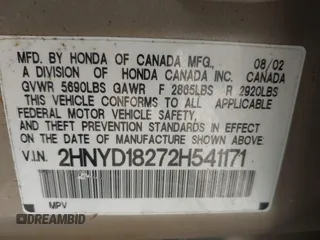 MFD. BY HONDA OF CANADA MFG., 08/02
A DIVISION OF HONDA CANADA INC. CANADA
GVWR 5690LBS GAWR F 2865LBS R 2920LBS
THIS VEHICLE CONFORMS TO ALL APPLICABLE
FEDERAL MOTOR VEHICLE SAFETY AND
THEFT PREVENTION STANDARDS IN EFFECT ON
THE DATE OF MANUFACTURE SHOWN ABOVE.
V.I.N. 2HNYD18272H541171
MPV
DREAMBID